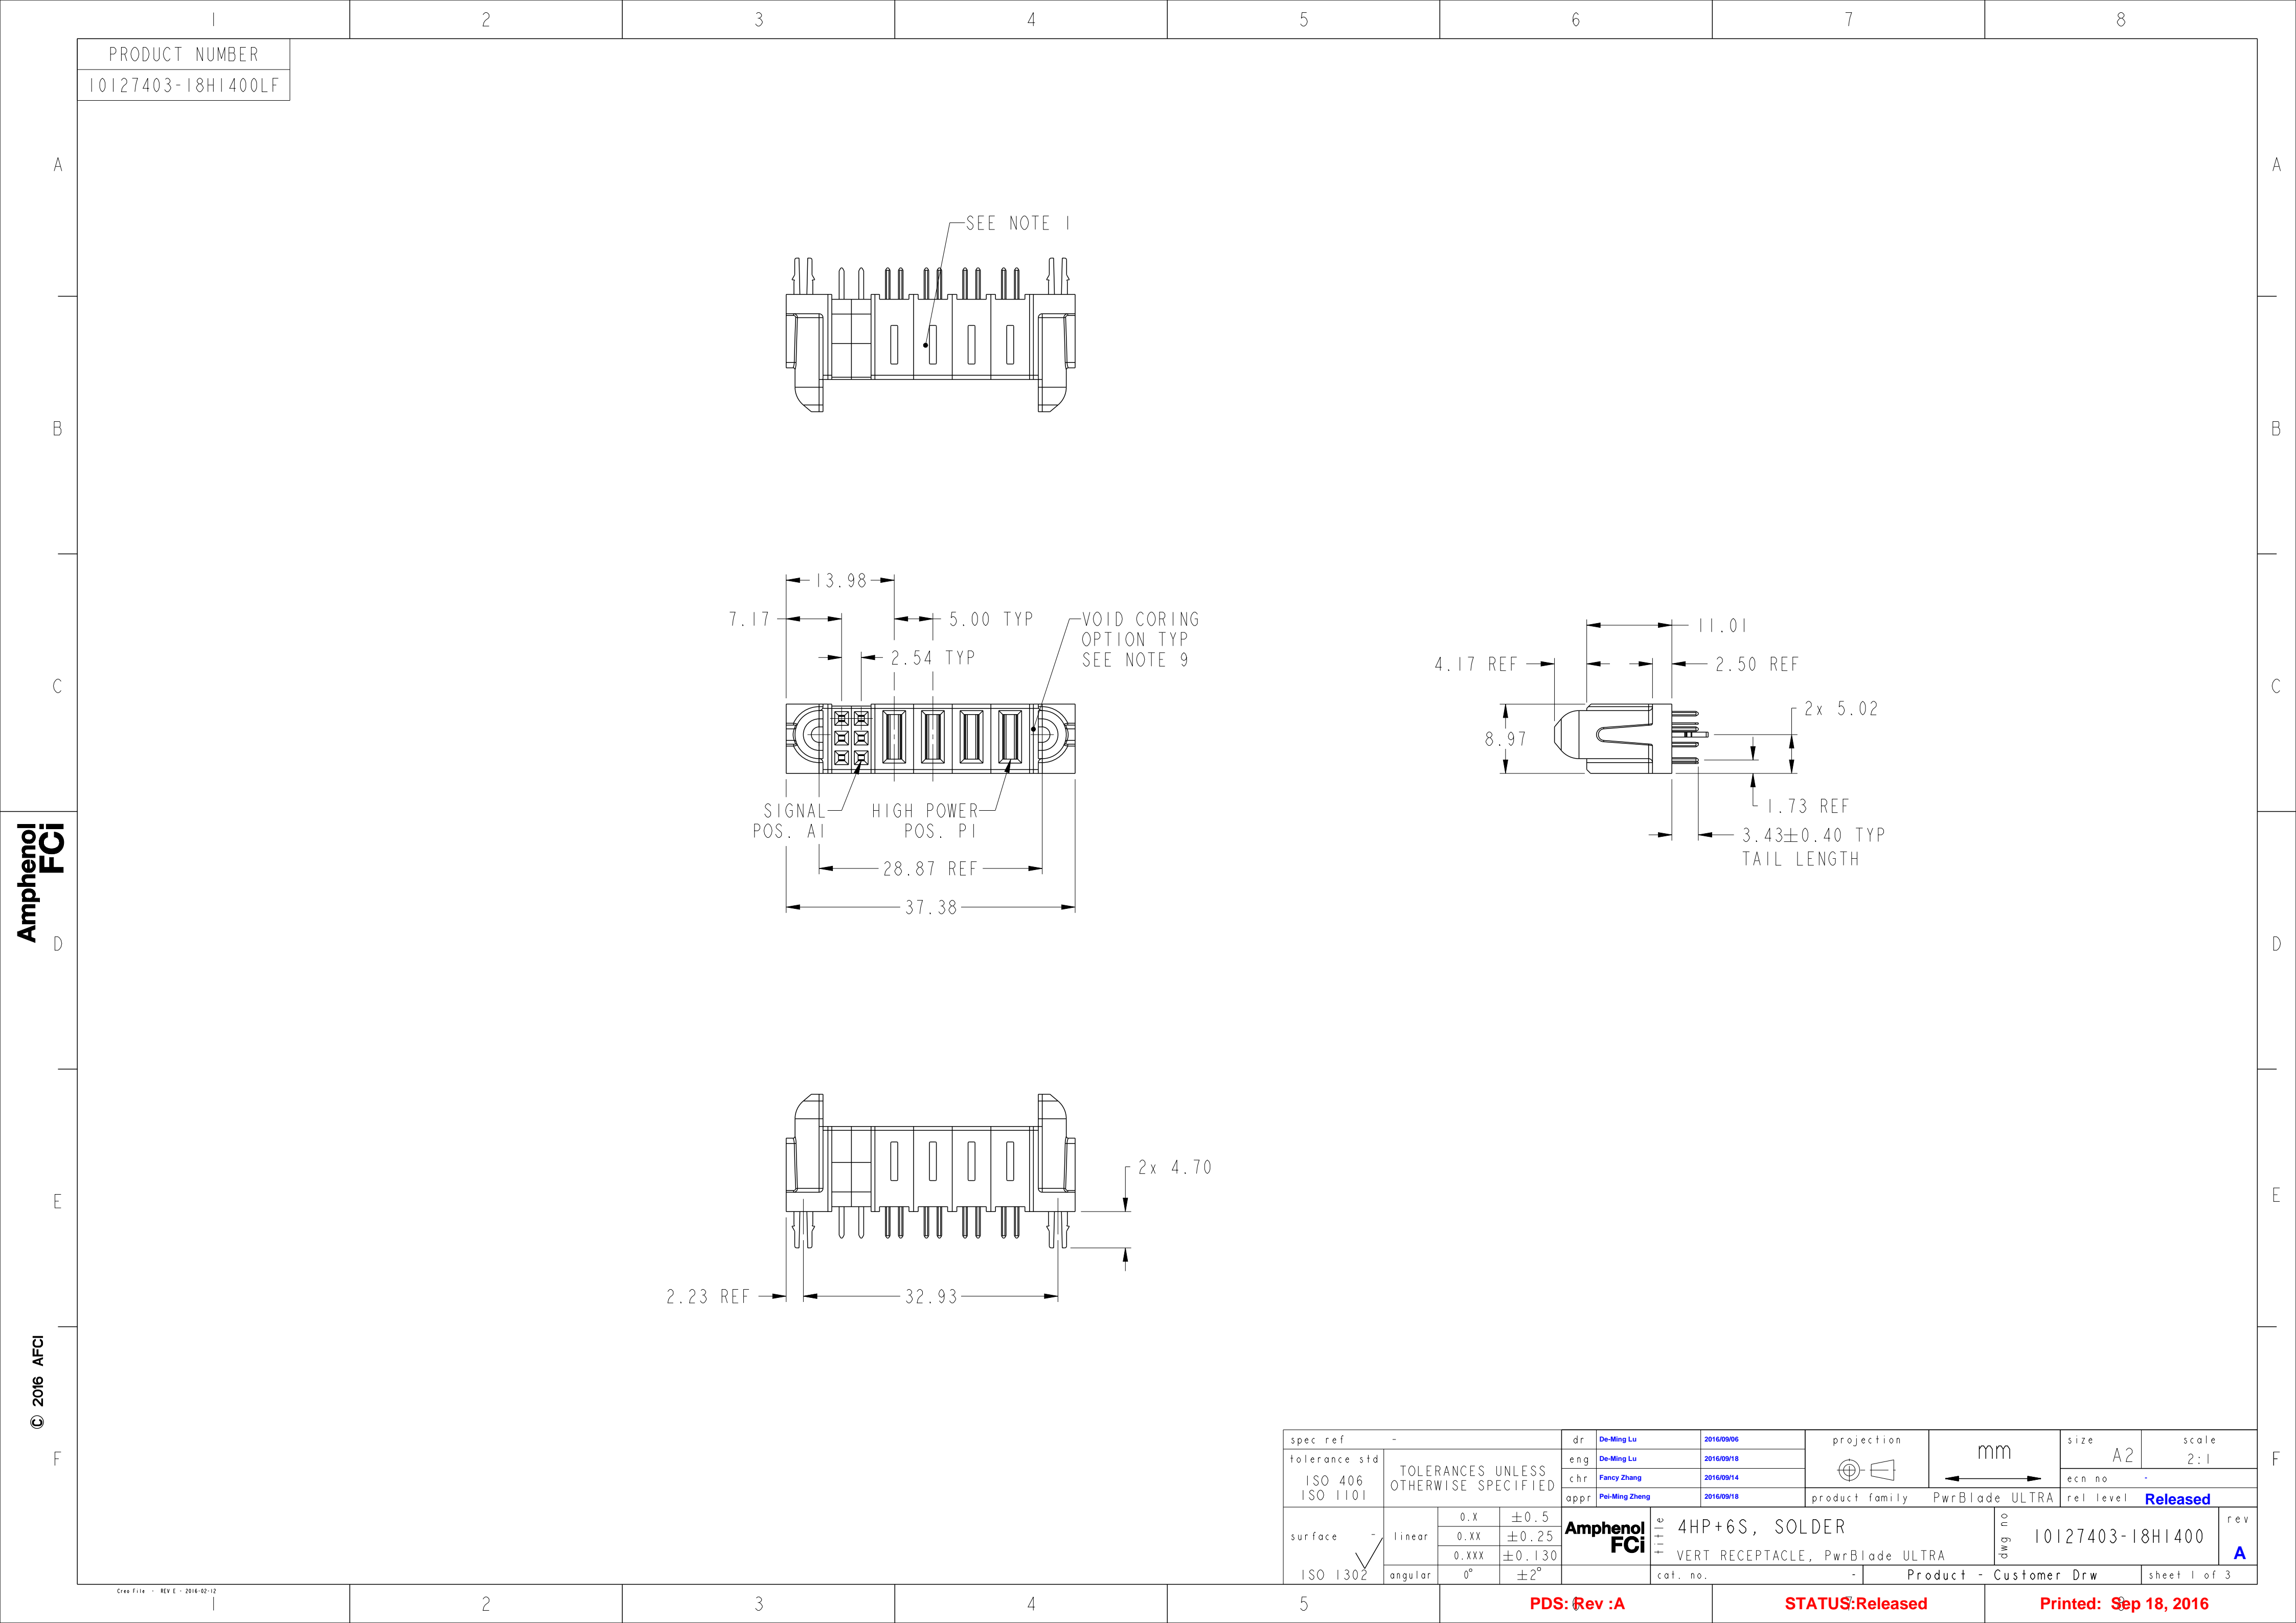 1 2 3 4 5 6 7 8
PRODUCT NUMBER
10127403-18H1400LF
A A
SEE NOTE 1
B B
13.98
7.17 5.00 TYP VOID CORING
OPTION TYP
2.54 TYP SEE NOTE 9
11.01
4.17 REF 2.50 REF
C C
2x 5.02
8.97
SIGNAL HIGH POWER
POS. A1 POS. P1
1.73 REF
3.43±0.40 TYP
TAIL LENGTH
28.87 REF
37.38
Amphenol
FCi
D D
2x 4.70
E E
2.23 REF 32.93
© 2016 AFCI
F F
spec ref -
tolerance std
ISO 406
ISO 1101
TOLERANCES UNLESS
OTHERWISE SPECIFIED
surface -
ISO 1302
linear
0.X ±0.5
0.XX ±0.25
0.XXX ±0.130
angular 0° ±2°
dr De-Ming Lu 2016/09/06
eng De-Ming Lu 2016/09/18
chr Fancy Zhang 2016/09/14
appr Pei-Ming Zheng 2016/09/18
projection
mm
size
A2
scale
2:1
ecn no -
product family PwrBlade ULTRA
rel level Released
Amphenol
FCi
title
4HP+6S, SOLDER
VERT RECEPTACLE, PwrBlade ULTRA
dwg no
10127403-18H1400
rev
A
cat. no. -
Product - Customer Drw
sheet 1 of 3
Creo File - REV E - 2016-02-12
1 2 3 4 5 6 7 8
PDS: Rev :A STATUS:Released Printed: Sep 18, 2016